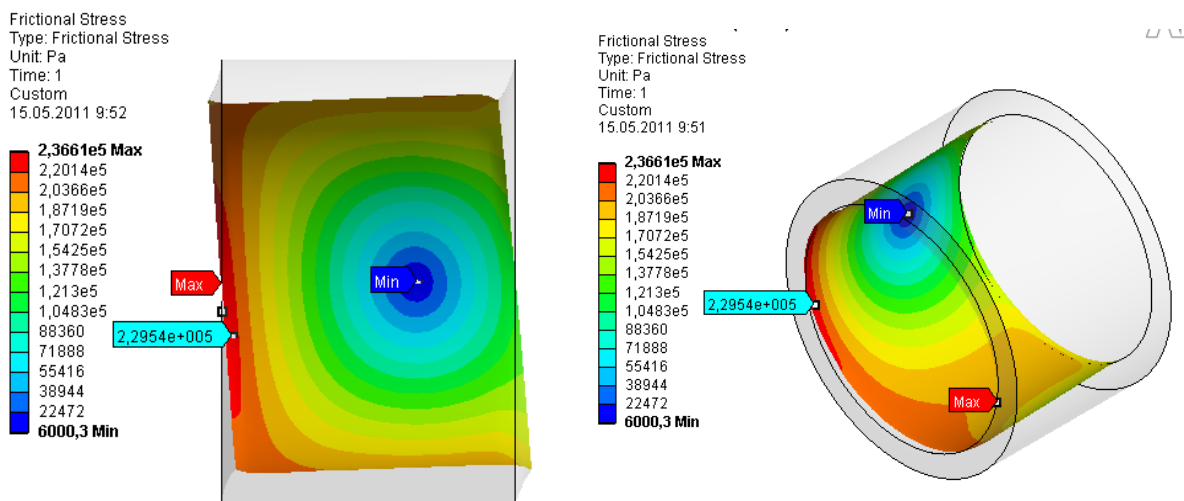 Frictional Stress
Type: Frictional Stress
Unit: Pa
Time: 1
Custom
15.05.2011 9:52
2,3661e5 Max
2,2014e5
2,0366e5
1,8719e5
1,7072e5
1,5425e5
1,3778e5
1,213e5
1,0483e5
88360
71888
55416
38944
22472
6000,3 Min
Max
Min
2,2954e+005
Frictional Stress
Type: Frictional Stress
Unit: Pa
Time: 1
Custom
15.05.2011 9:51
2,3661e5 Max
2,2014e5
2,0366e5
1,8719e5
1,7072e5
1,5425e5
1,3778e5
1,213e5
1,0483e5
88360
71888
55416
38944
22472
6000,3 Min
Min
2,2954e+005
Max